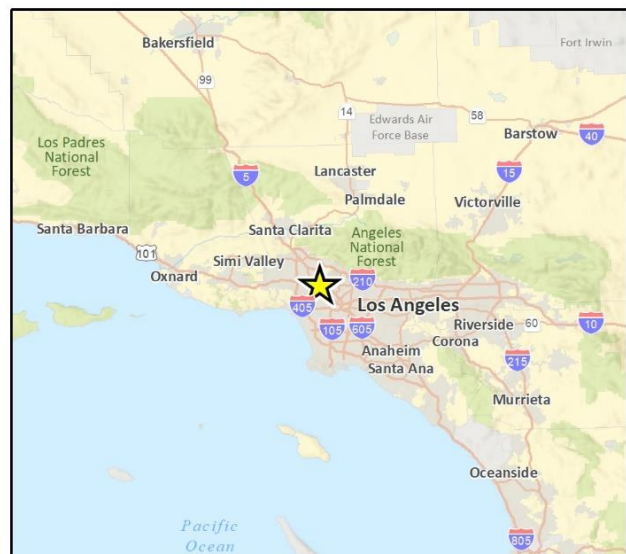 Bakersfield
Fort Irwin
99
14
58
Edwards Air
Force Base
Barstow
40
Los Padres
National
Forest
Lancaster
5
15
Palmdale
Victorville
Santa Barbara
Santa Clarita
Angeles
National
Forest
101
Simi Valley
Oxnard
210
405
Los Angeles
105
605
Riverside
60
10
Corona
Anaheim
Santa Ana
215
Murrieta
Oceanside
Pacific
Ocean
805